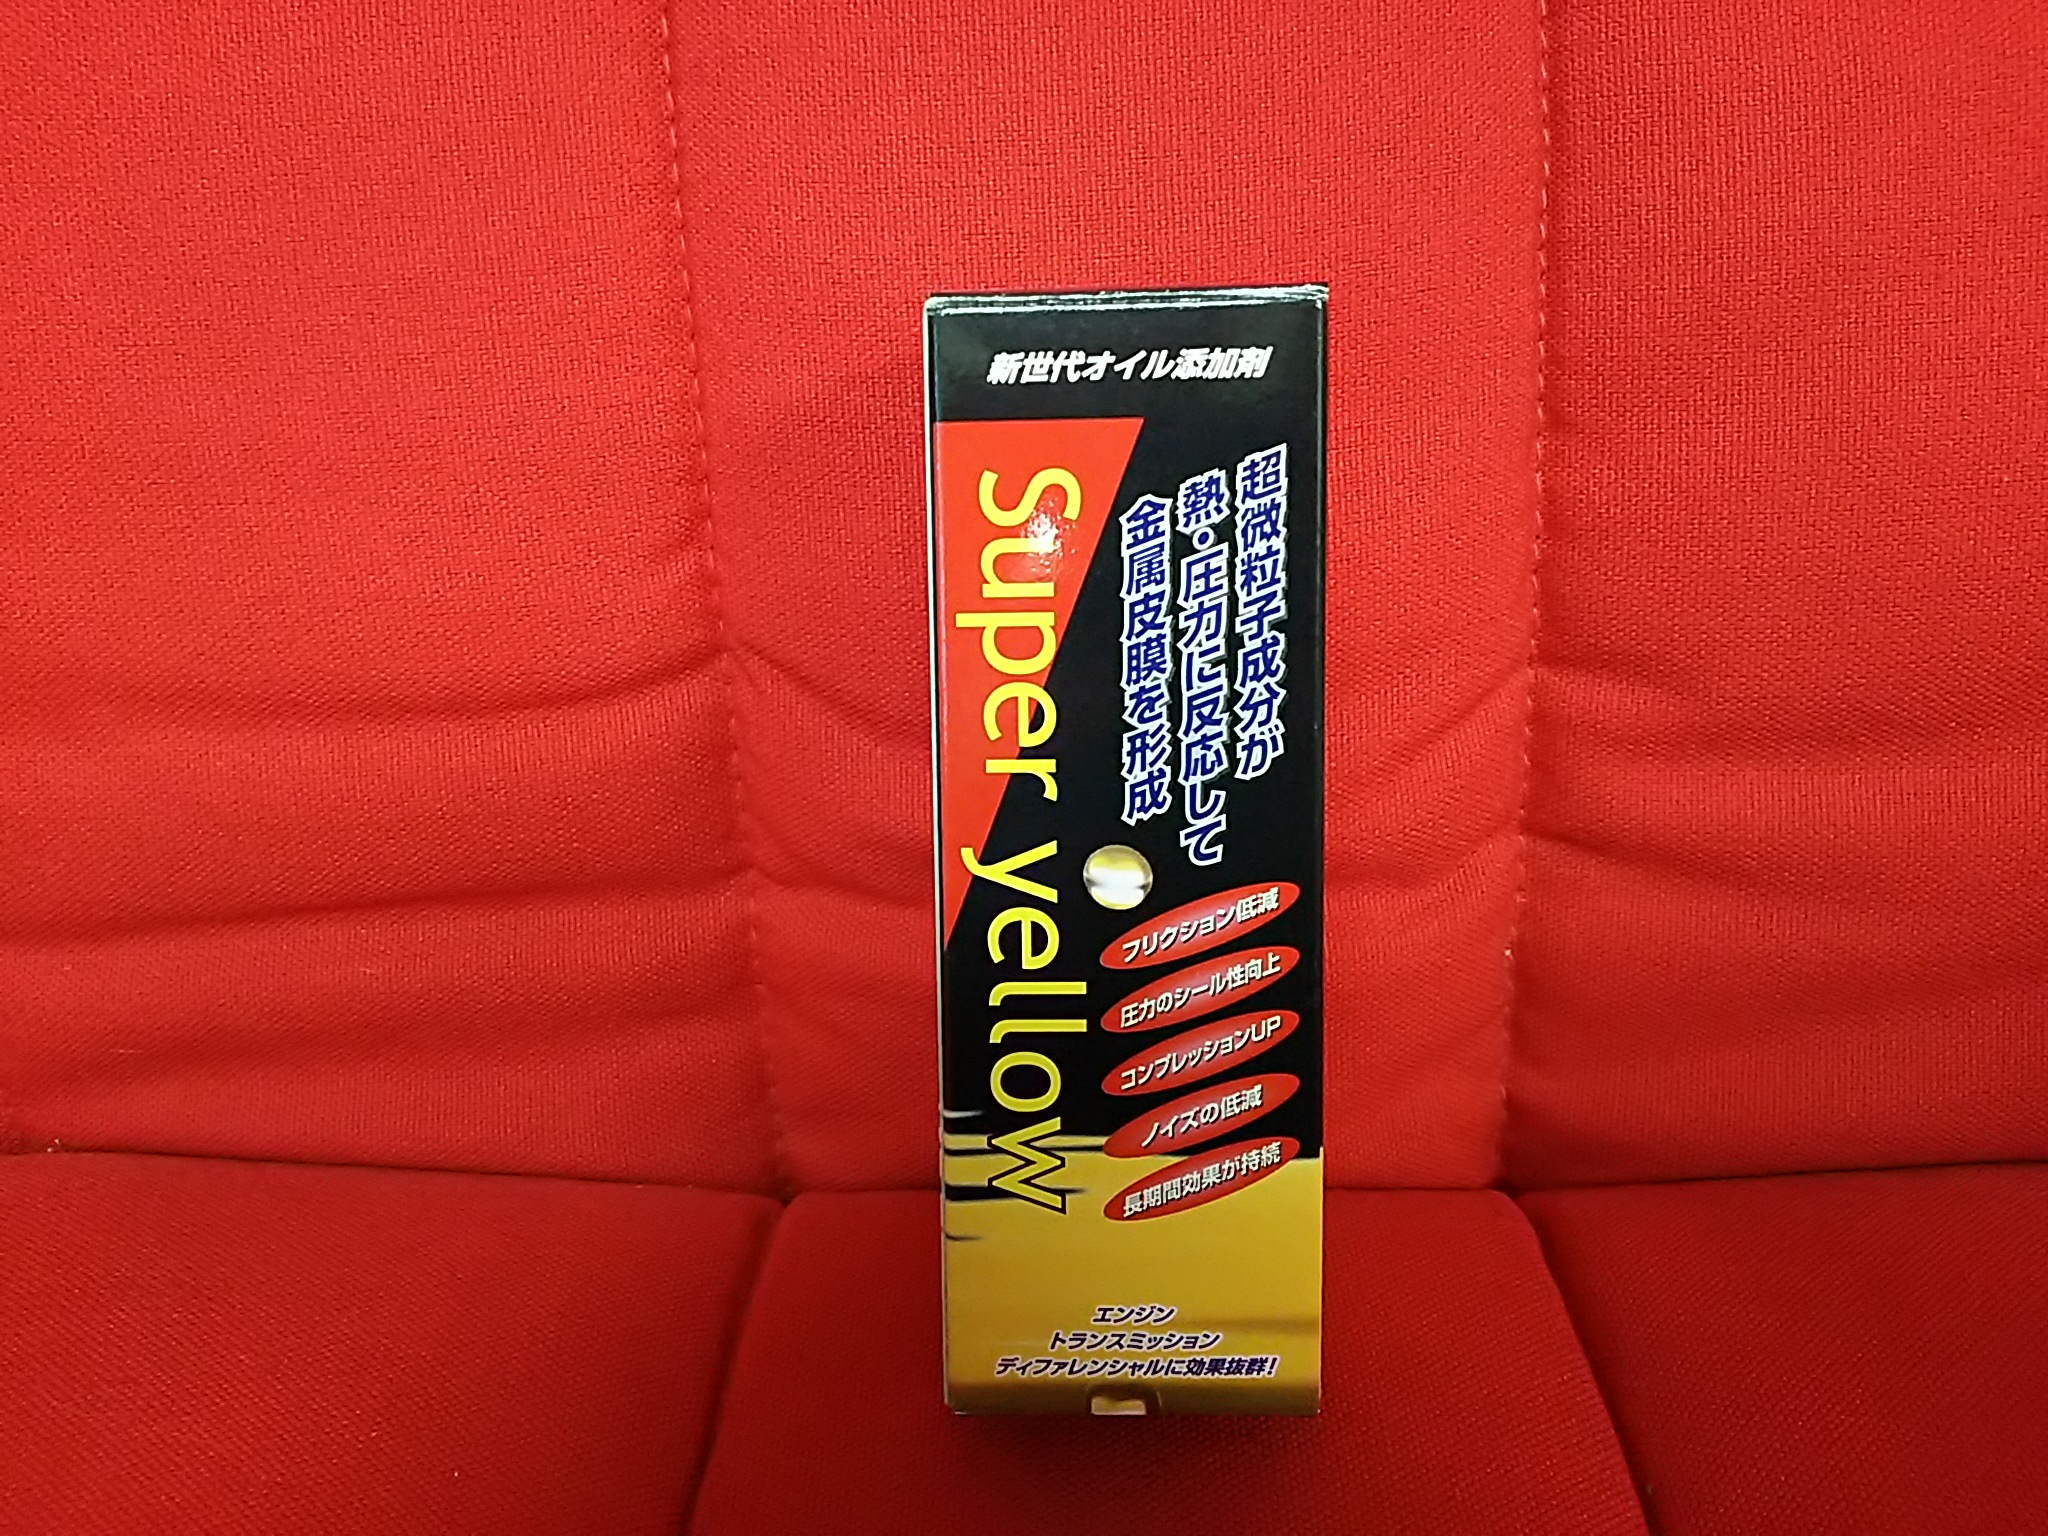 新世代オイル添加剤
超微粒子成分が
熱・圧力に反応して
金属皮膜を形成
Super yellow
フリクション低減
圧力のシール性向上
コンプレッションUP
ノイズの低減
長期間効果が持続
エンジン
トランスミッション
ディファレンシャルに効果抜群!